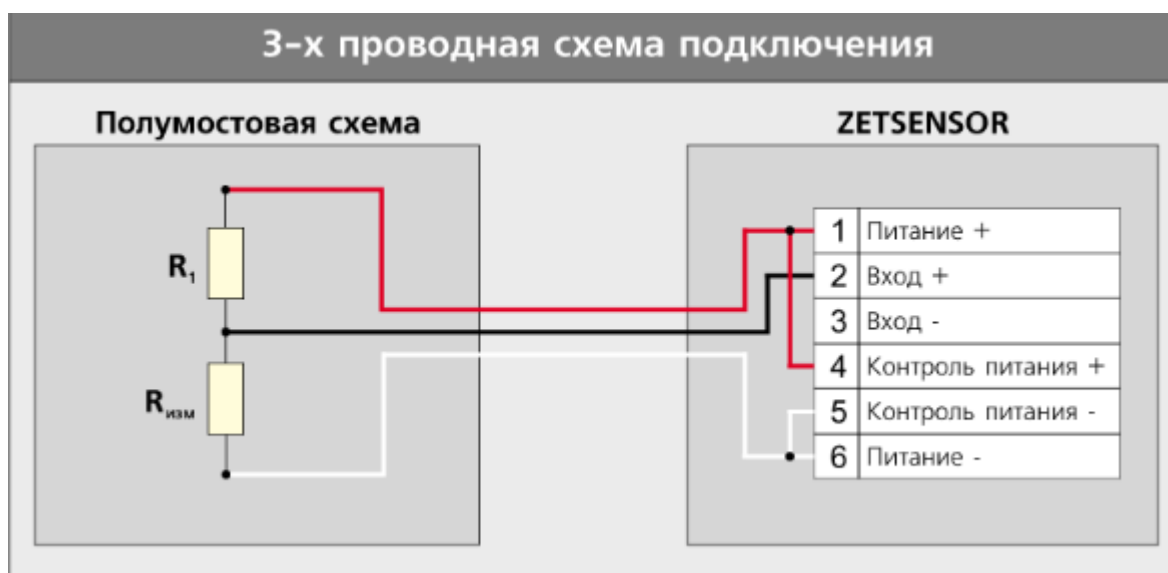 3-х проводная схема подключения
Полумостовая схема
ZETSENSOR
R₁
Rизм
1 Питание +
2 Вход +
3 Вход -
4 Контроль питания +
5 Контроль питания -
6 Питание -